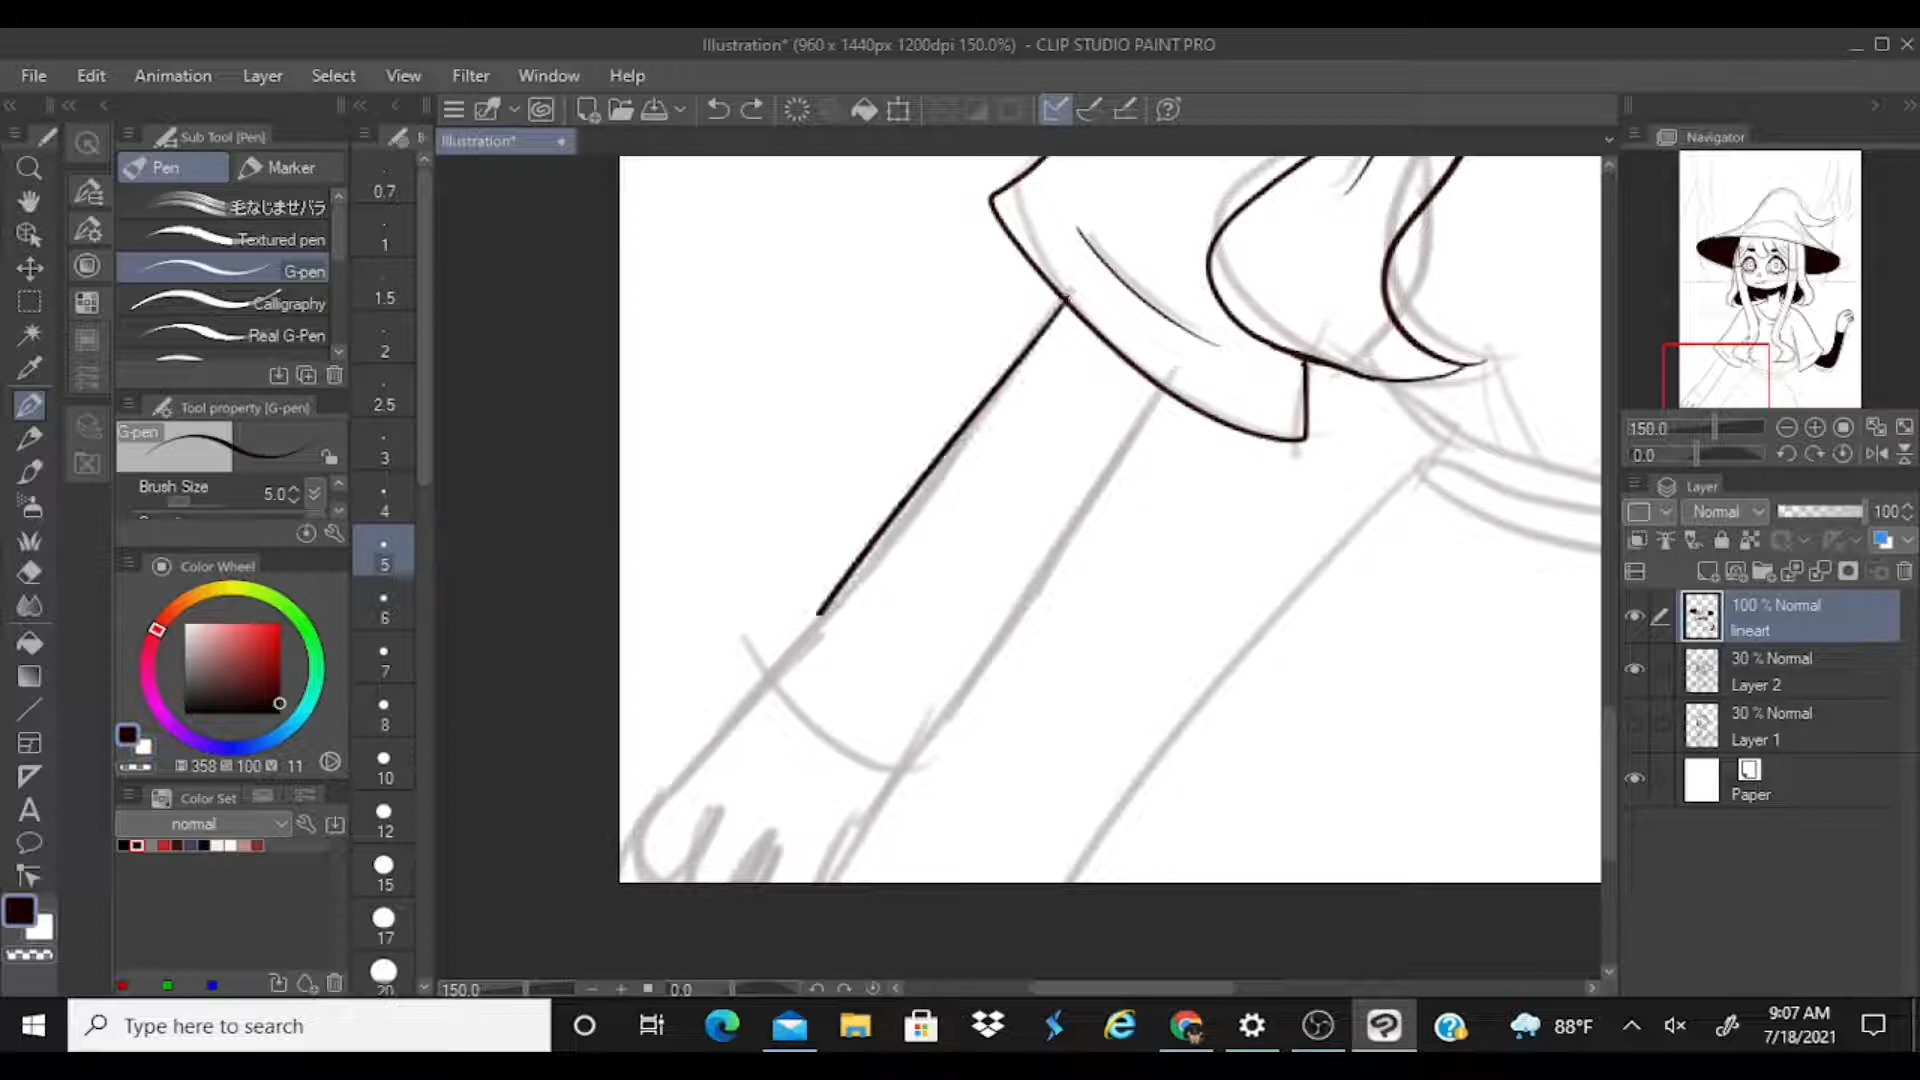 Illustration* (960 x 1440px 1200dpi 150.0%) - CLIP STUDIO PAINT PRO
File Edit Animation Layer Select View Filter Window Help
Sub Tool [Pen]
B
Illustration*
Navigator
Pen
Marker
毛なじませバラ
Textured pen
G-pen
Calligraphy
Real G-Pen
0.7
1
1.5
2
2.5
3
4
5
6
7
8
10
12
15
17
20
Tool property [G-pen]
G-pen
Brush Size
5.0
Color Wheel
358
100
11
Color Set
normal
150.0
0.0
Layer
Normal
100
100 % Normal
lineart
30 % Normal
Layer 2
30 % Normal
Layer 1
Paper
150.0
0.0
Type here to search
88°F
9:07 AM
7/18/2021